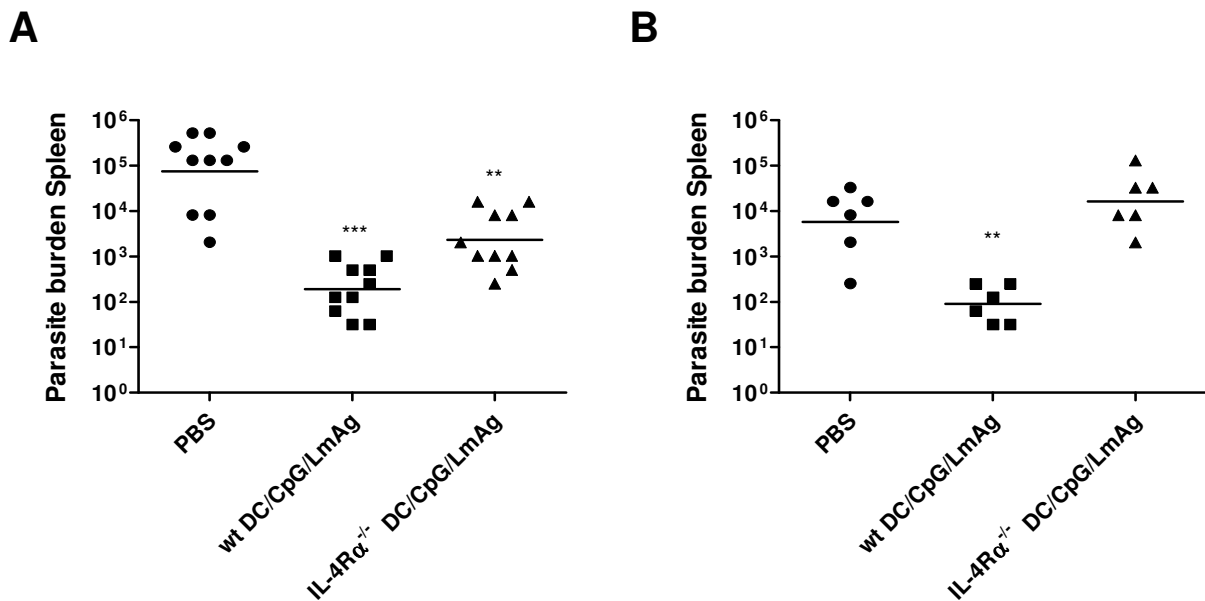 A
Parasite burden Spleen
10⁶
10⁵
10⁴
10³
10²
10¹
10⁰
***
**
PBS
wt DC/CpG/LmAg
IL-4Rα⁻/⁻ DC/CpG/LmAg
B
Parasite burden Spleen
10⁶
10⁵
10⁴
10³
10²
10¹
10⁰
**
PBS
wt DC/CpG/LmAg
IL-4Rα⁻/⁻ DC/CpG/LmAg